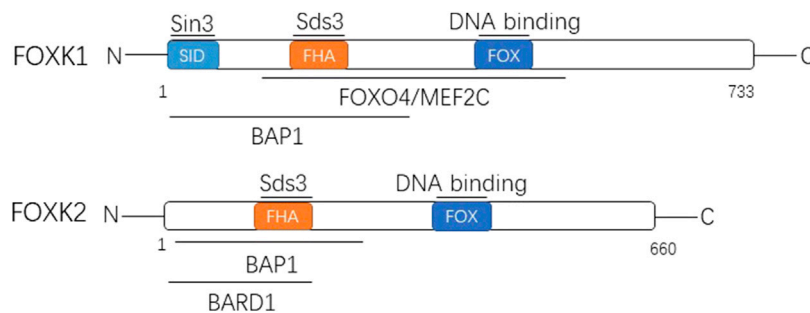 Sin3 Sds3 DNA binding
FOXK1 N SID FHA FOX C
1 FOXO4/MEF2C 733
BAP1
Sds3 DNA binding
FOXK2 N FHA FOX C
1 660
BAP1
BARD1